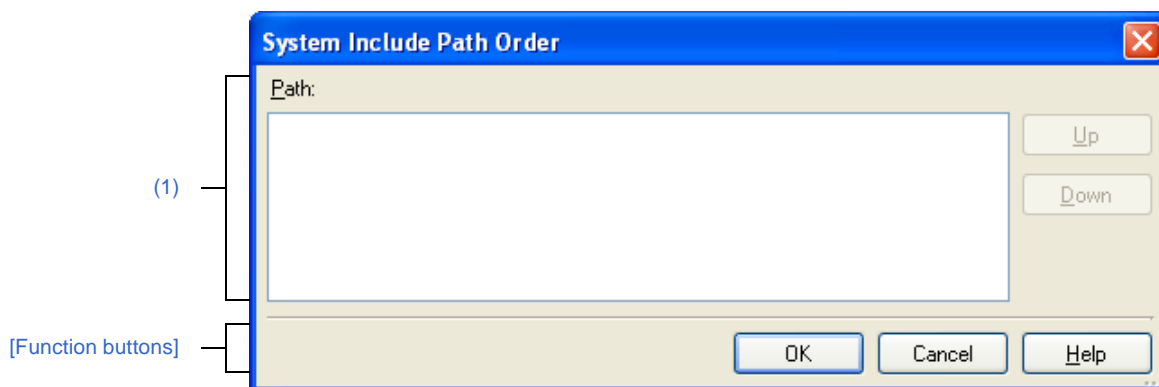 System Include Path Order
Path:
Up
(1)
Down
[Function buttons]
OK
Cancel
Help